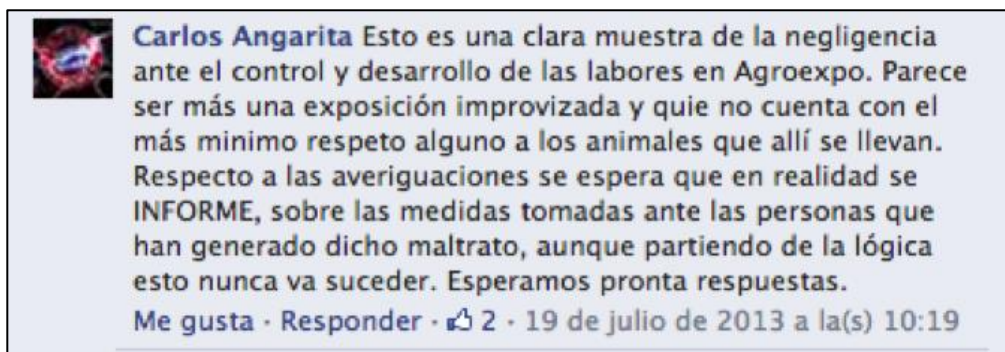 Carlos Angarita Esto es una clara muestra de la negligencia
ante el control y desarrollo de las labores en Agroexpo. Parece
ser más una exposición improvizada y quie no cuenta con el
más minimo respeto alguno a los animales que allí se llevan.
Respecto a las averiguaciones se espera que en realidad se
INFORME, sobre las medidas tomadas ante las personas que
han generado dicho maltrato, aunque partiendo de la lógica
esto nunca va suceder. Esperamos pronta respuestas.
Me gusta · Responder · 2 · 19 de julio de 2013 a la(s) 10:19